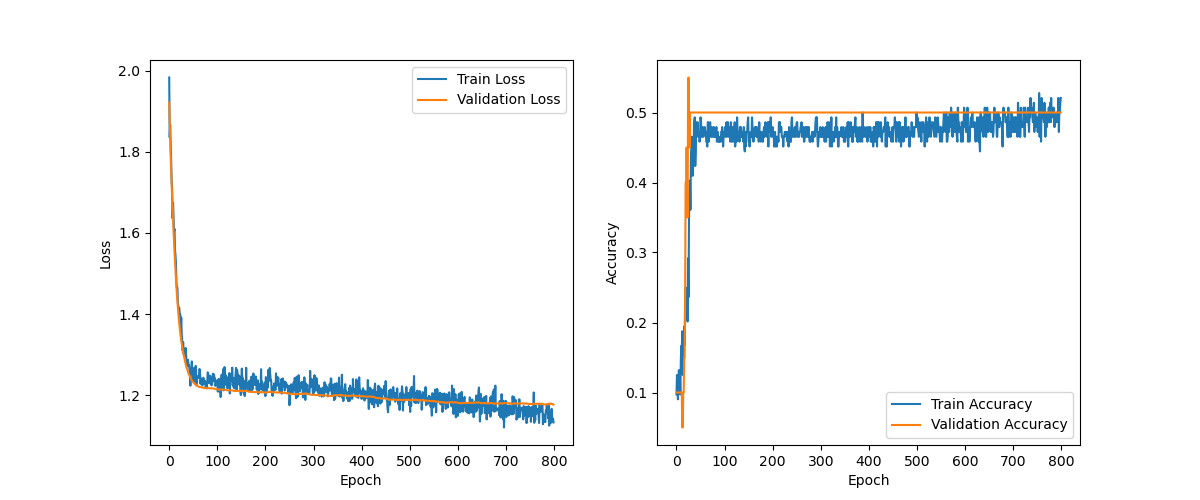 2.0
1.8
1.6
1.4
1.2
Loss
0 100 200 300 400 500 600 700 800
Epoch
Train Loss
Validation Loss
0.5
0.4
0.3
0.2
0.1
Accuracy
0 100 200 300 400 500 600 700 800
Epoch
Train Accuracy
Validation Accuracy